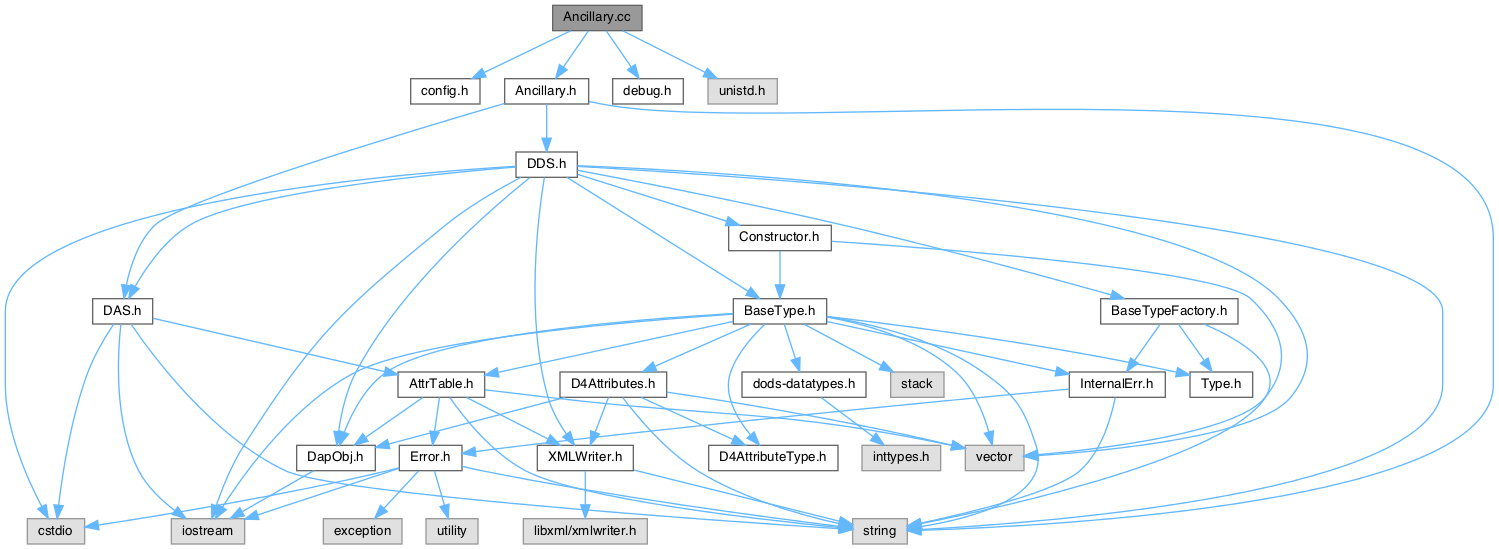 Ancillary.cc
config.h
Ancillary.h
debug.h
unistd.h
DDS.h
Constructor.h
DAS.h
BaseType.h
BaseTypeFactory.h
AttrTable.h
D4Attributes.h
dods-datatypes.h
stack
InternalErr.h
Type.h
DapObj.h
Error.h
XMLWriter.h
D4AttributeType.h
inttypes.h
vector
cstdio
iostream
exception
utility
libxml/xmlwriter.h
string